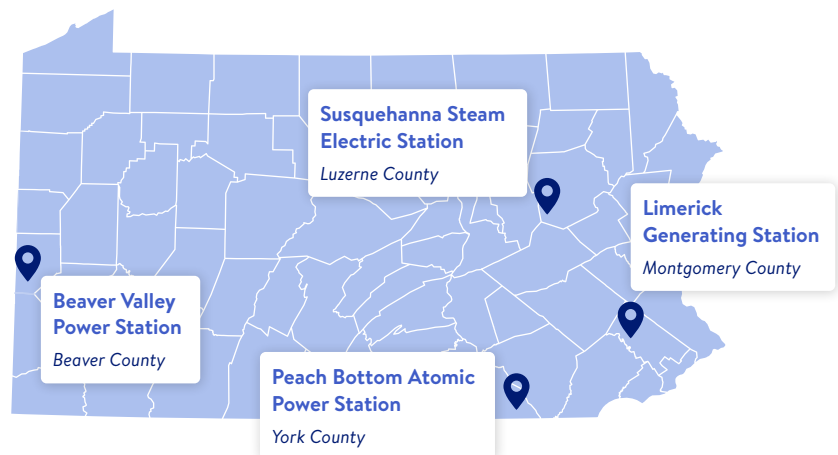 Susquehanna Steam
Electric Station
Luzerne County
Limerick
Generating Station
Montgomery County
Beaver Valley
Power Station
Beaver County
Peach Bottom Atomic
Power Station
York County